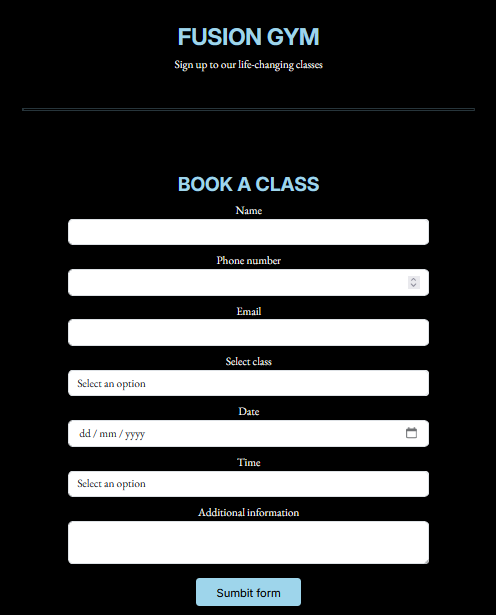 FUSION GYM
Sign up to our life-changing classes
BOOK A CLASS
Name
Phone number
Email
Select class
Select an option
Date
dd / mm / yyyy
Time
Select an option
Additional information
Sumbit form